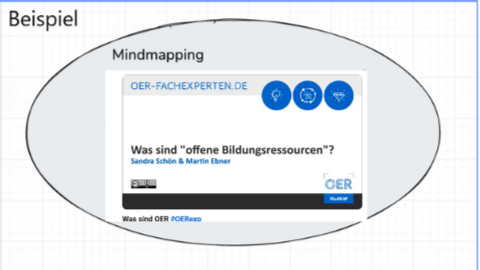 Beispiel
Mindmapping
OER-FACHEXPERTEN.DE
Was sind "offene Bildungsressourcen"?
Sandra Schön & Martin Ebner
OER
Was sind OER #OERexp